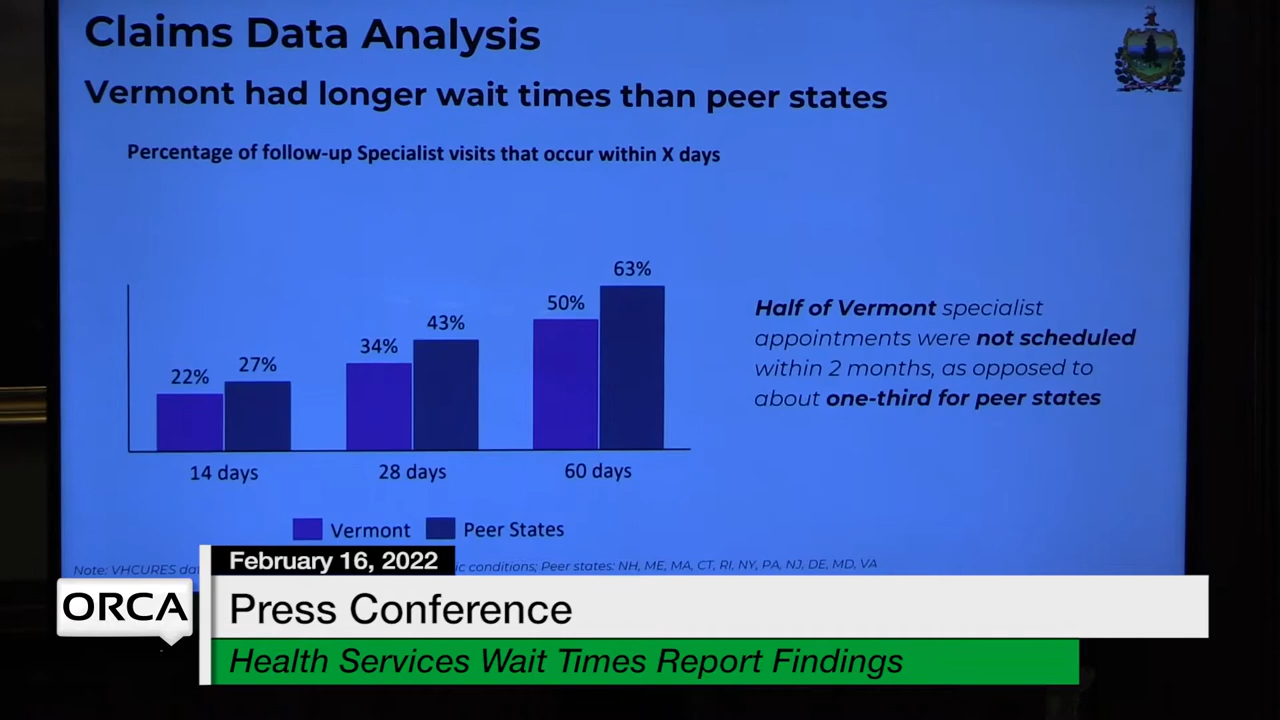 Claims Data Analysis
Vermont had longer wait times than peer states
Percentage of follow-up Specialist visits that occur within X days
22%
27%
34%
43%
50%
63%
14 days
28 days
60 days
Vermont
Peer States
Half of Vermont specialist
appointments were not scheduled
within 2 months, as opposed to
about one-third for peer states
Note: VHCURES conditions; Peer states: NH, ME, MA, CT, RI, NY, PA, NJ, DE, MD, VA
February 16, 2022
ORCA
Press Conference
Health Services Wait Times Report Findings